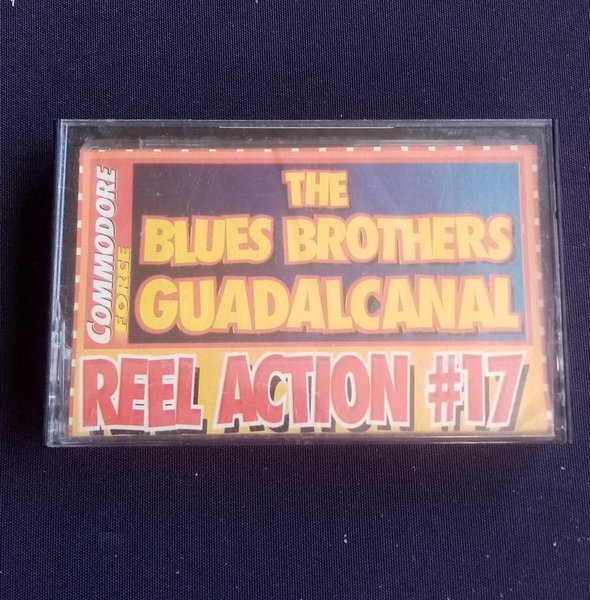 COMMODORE
FORCE
THE
BLUES BROTHERS
GUADALCANAL
REEL ACTION #17